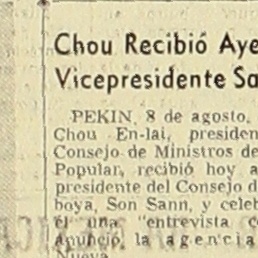 Chou Recibió Aye
Vicepresidente Sa
PEKIN, 8 de agosto.
Chou En-lai, presiden
Consejo de Ministros de
Popular, recibió hoy a
presidente del Consejo d
boya, Son Sann, y celeb
él una "entrevista c
Anunció la agencia
Nueva